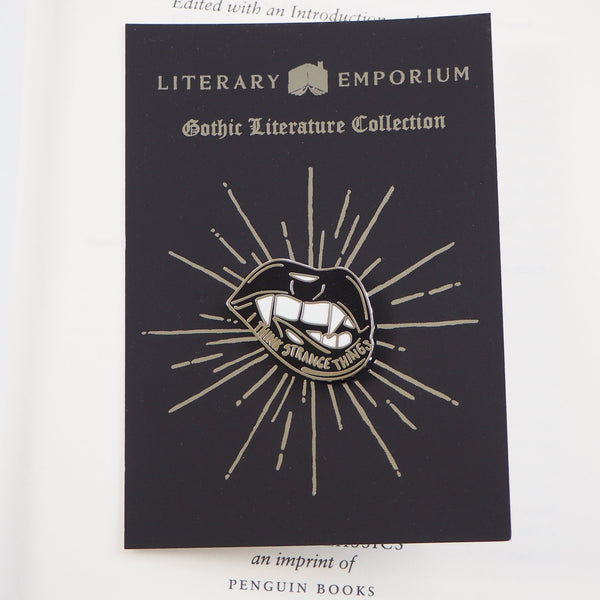 Edited with an Introduction
LITERARY EMPORIUM
Gothic Literature Collection
I THINK STRANGE THINGS
an imprint of
PENGUIN BOOKS